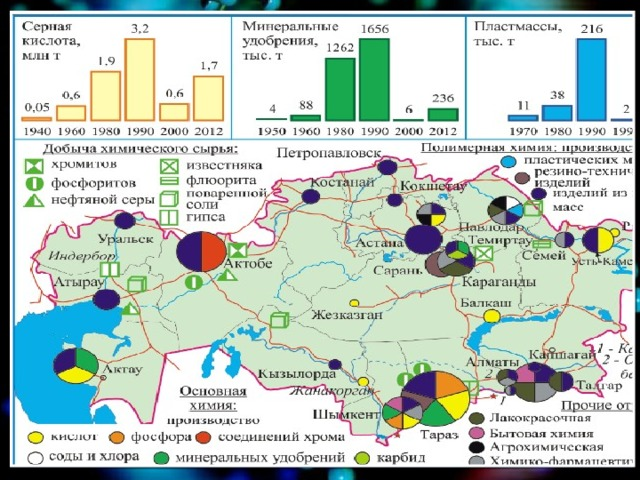 Серная
кислота,
млн т
3,2
1,9
1,7
0,6
0,6
0,05
1940 1960 1980 1990 2000 2012
Минеральные
удобрения,
тыс. т
1656
1262
236
88
4
6
1950 1960 1980 1990 2000 2012
Пластмассы,
тыс. т
216
38
11
2
1970 1980 1990
Добыча химического сырья:
хромитов
фосфоритов
нефтяной серы
известняка
флюорита
поваренной
соли
гипса
Полимерная химия: производс
пластических м
резино-технич
изделий
изделий из
масс
Петропавловск
Костанай
Кокшетау
Павлодар
Уральск
Астана
Темиртау
Индербор
Актобе
Сарань
Семей
Усть-Каме
Атырау
Караганды
Жезказган
Балкаш
1 - К
2 - С
Актау
Кызылорда
Алматы
Капшагай
Жанакорган
Талгар
Шымкент
Тараз
Основная
химия:
производство
кислот
фосфора
соединений хрома
соды и хлора
минеральных удобрений
карбид
Прочие от
Лакокрасочная
Бытовая химия
Агрохимическая
Химико-фармацевти